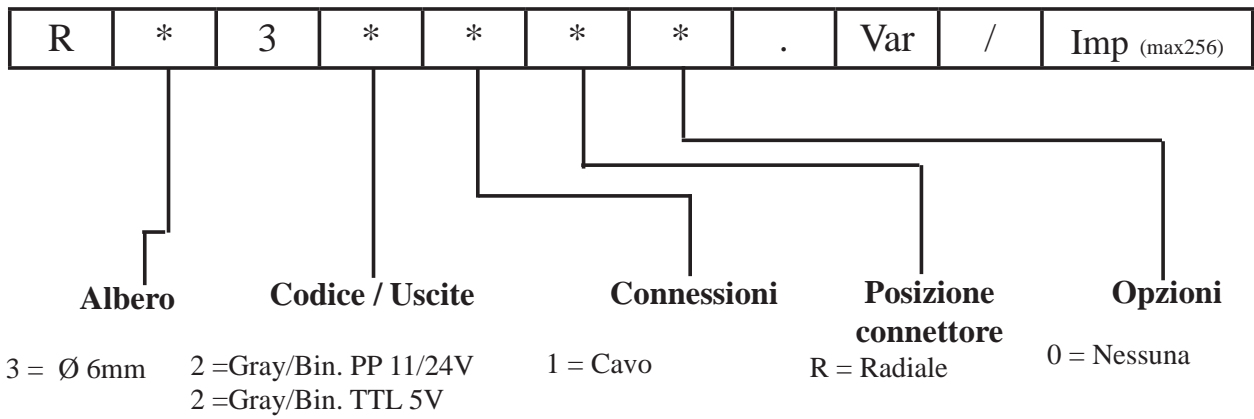 R * 3 * * * * . Var / Imp (max256)
Albero
Codice / Uscite
Connessioni
Posizione
connettore
Opzioni
3 = Ø 6mm
2 =Gray/Bin. PP 11/24V
2 =Gray/Bin. TTL 5V
1 = Cavo
R = Radiale
0 = Nessuna